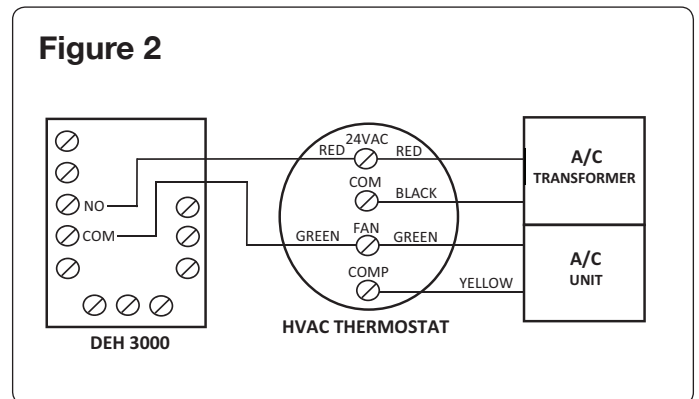 Figure 2
24VAC
RED
RED
A/C
TRANSFORMER
COM
BLACK
NO
COM
FAN
GREEN
GREEN
A/C
UNIT
COMP
YELLOW
HVAC THERMOSTAT
DEH 3000